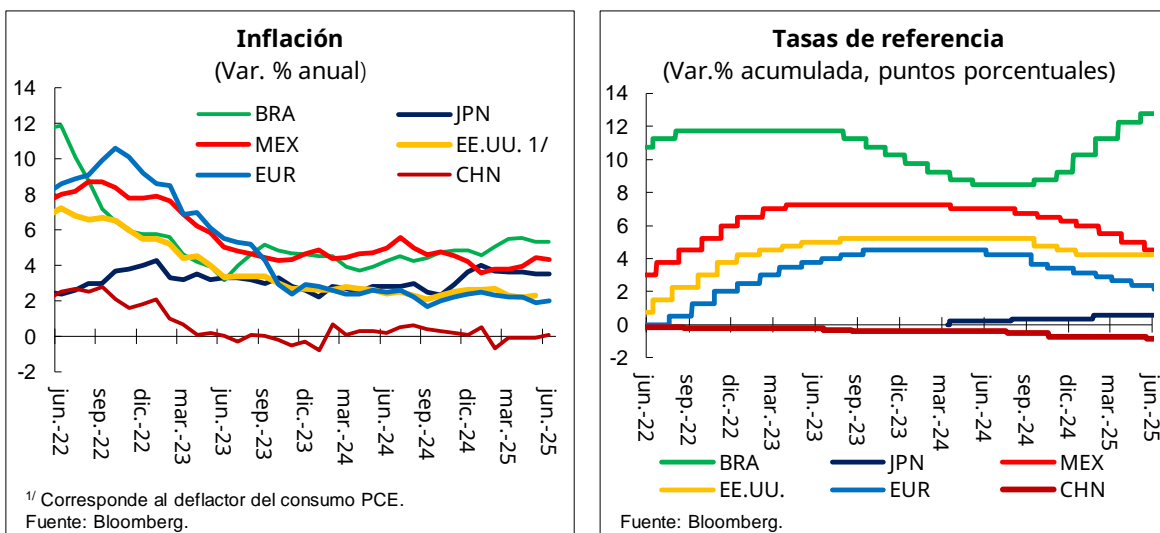 Inflación
(Var. % anual)
14
12
10
8
6
4
2
0
-2
BRA
JPN
MEX
EE.UU. 1/
EUR
CHN
jun.-22
sep.-22
dic.-22
mar.-23
jun.-23
sep.-23
dic.-23
mar.-24
jun.-24
sep.-24
dic.-24
mar.-25
jun.-25
1/ Corresponde al deflactor del consumo PCE.
Fuente: Bloomberg.
Tasas de referencia
(Var.% acumulada, puntos porcentuales)
14
12
10
8
6
4
2
0
-2
jun.-22
sep.-22
dic.-22
mar.-23
jun.-23
sep.-23
dic.-23
mar.-24
jun.-24
sep.-24
dic.-24
mar.-25
jun.-25
BRA
JPN
MEX
EE.UU.
EUR
CHN
Fuente: Bloomberg.